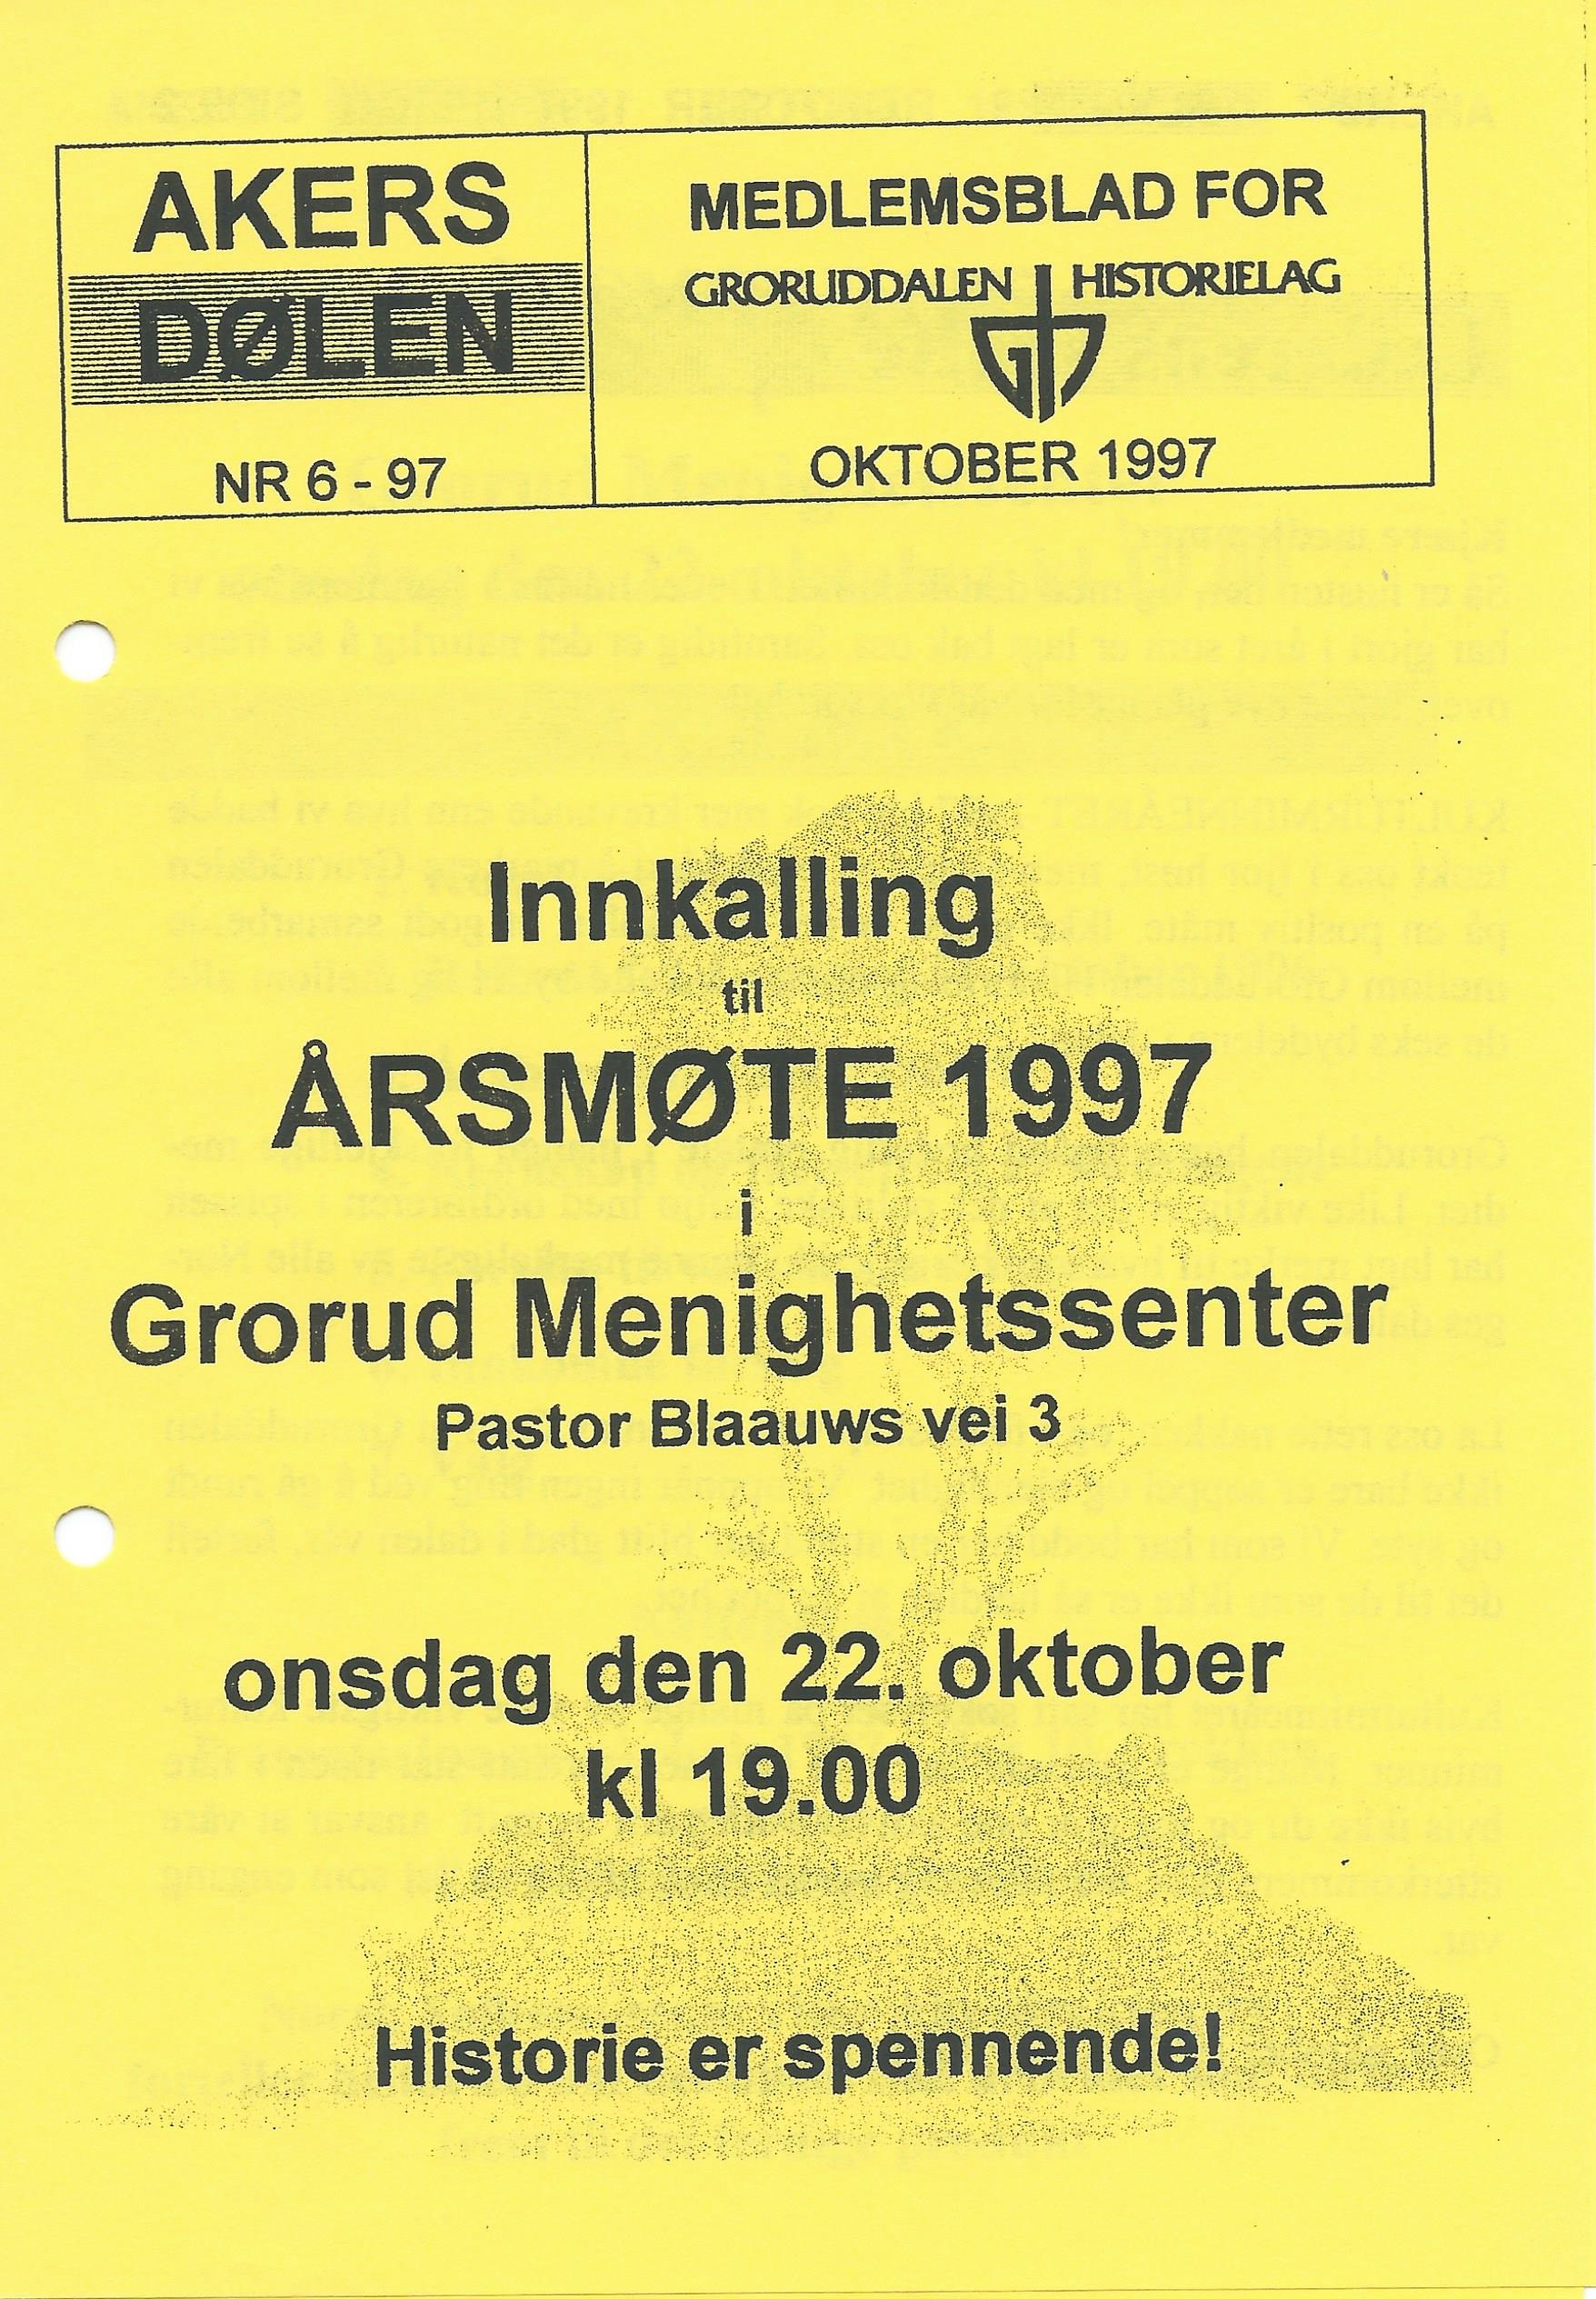 AKERS
DØLEN
NR 6 - 97
MEDLEMSBLAD FOR
GRORUDDALEN HISTORIELAG
OKTOBER 1997
Innkalling
til
ÅRSMØTE 1997
i
Grorud Menighetssenter
Pastor Blaauws vei 3
onsdag den 22. oktober
kl 19.00
Historie er spennende!